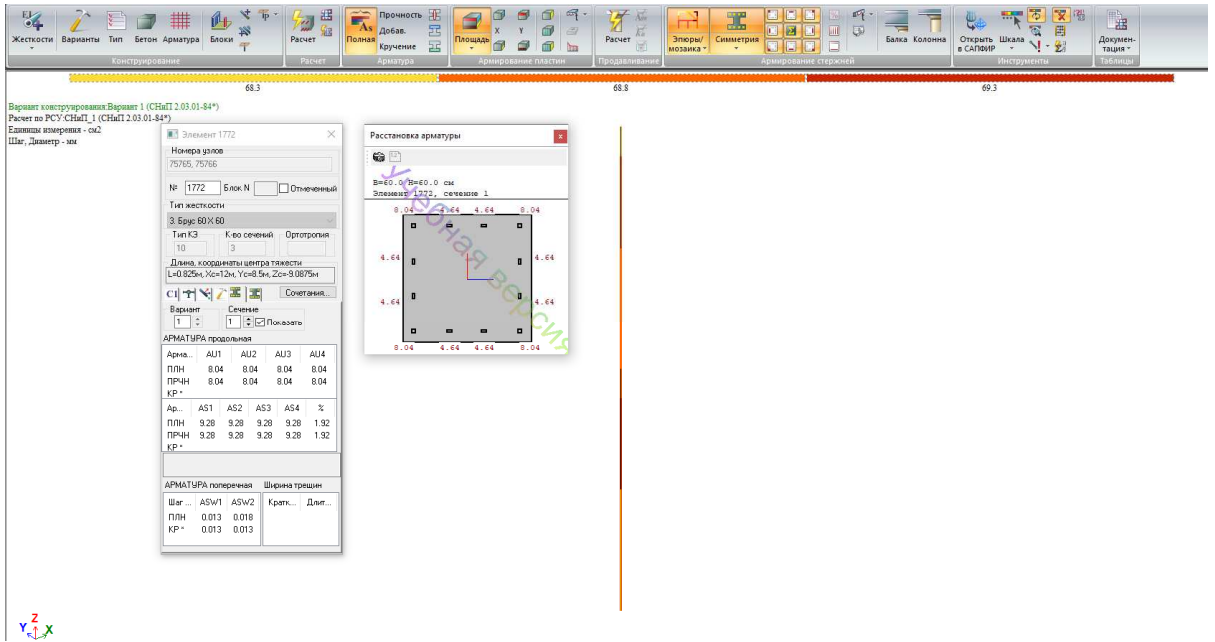 Жесткости Варианты Тип Бетон Арматура Блоки Тр Расчет Полная Прочность Добав. Кручение Площадь X Y Расчет Эпюры/ мозаика Симметрия Балка Колонна Открыть в САПФИР Шкала Докумен- тация
Конструирование Расчет Арматура Армирование пластин Продавливание Армирование стержней Инструменты Таблицы
68.3 68.8 69.3
Вариант конструирования:Вариант 1 (СНиП 2.03.01-84*)
Расчет по РСУ:СНиП_1 (СНиП 2.03.01-84*)
Единицы измерения - см2
Шаг, Диаметр - мм
Элемент 1772
Номера узлов
75765, 75766
№ 1772 Блок N Отмеченный
Тип жесткости
3. Брус 60 X 60
Тип КЭ К-во сечений Ортотропия
10 3
Длина, координаты центра тяжести
L=0.825м, Xc=12м, Yc=8.5м, Zc=-9.0875м
C1 Сочетания...
Вариант Сечение
1 1 Показать
АРМАТУРА продольная
Арма... AU1 AU2 AU3 AU4
ПЛН 8.04 8.04 8.04 8.04
ПРЧН 8.04 8.04 8.04 8.04
КР *
Ар... AS1 AS2 AS3 AS4 %
ПЛН 9.28 9.28 9.28 9.28 1.92
ПРЧН 9.28 9.28 9.28 9.28 1.92
КР *
АРМАТУРА поперечная Ширина трещин
Шаг ... ASW1 ASW2 Кратк... Длит...
ПЛН 0.013 0.018
КР * 0.013 0.013
Расстановка арматуры
B=60.0 H=60.0 см
Элемент 1772, сечение 1
8.04 4.64 4.64 8.04
4.64 4.64
4.64 4.64
8.04 4.64 4.64 8.04
Учебная версия
Z
Y X